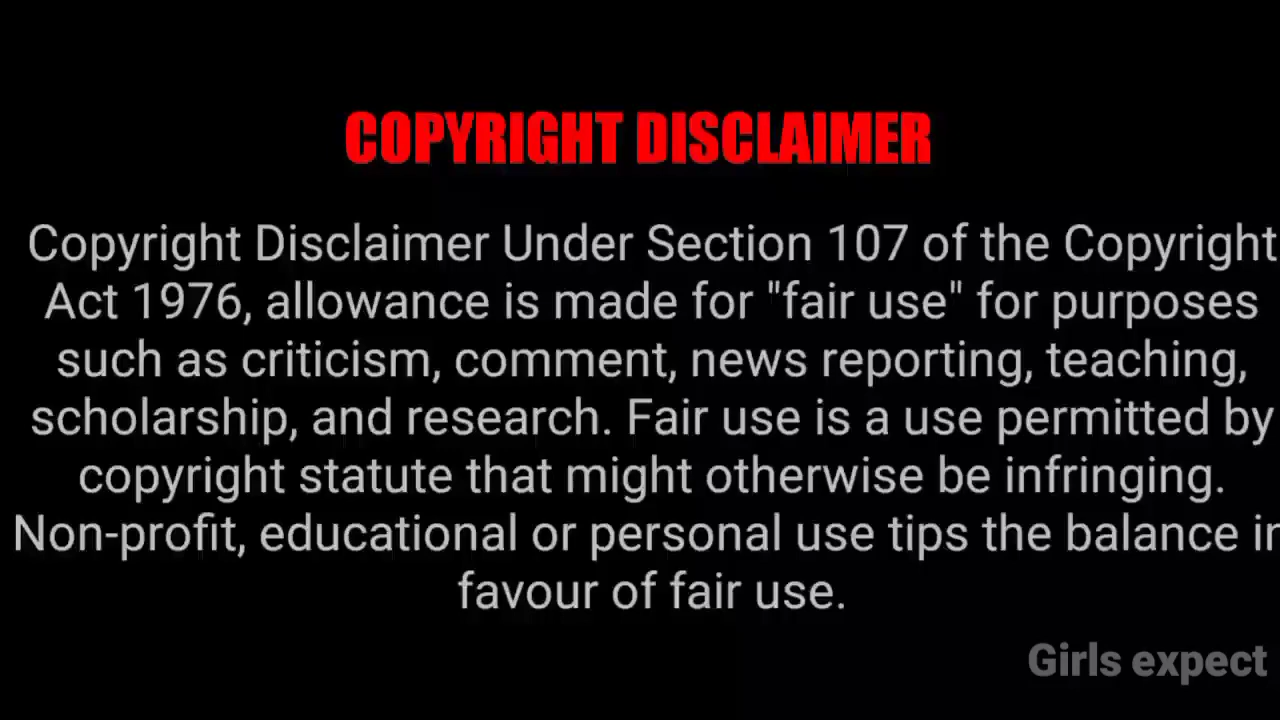 COPYRIGHT DISCLAIMER
Copyright Disclaimer Under Section 107 of the Copyright
Act 1976, allowance is made for "fair use" for purposes
such as criticism, comment, news reporting, teaching,
scholarship, and research. Fair use is a use permitted by
copyright statute that might otherwise be infringing.
Non-profit, educational or personal use tips the balance in
favour of fair use.
Girls expect